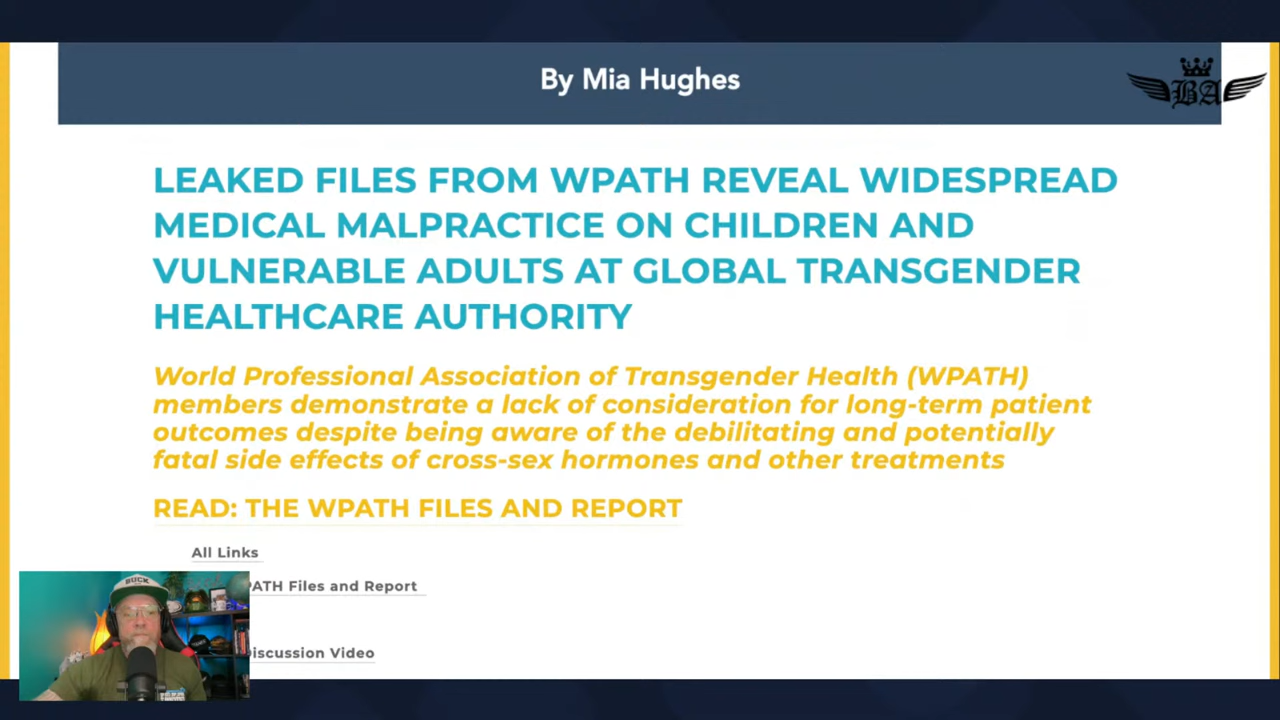 By Mia Hughes
BA
LEAKED FILES FROM WPATH REVEAL WIDESPREAD
MEDICAL MALPRACTICE ON CHILDREN AND
VULNERABLE ADULTS AT GLOBAL TRANSGENDER
HEALTHCARE AUTHORITY
World Professional Association of Transgender Health (WPATH)
members demonstrate a lack of consideration for long-term patient
outcomes despite being aware of the debilitating and potentially
fatal side effects of cross-sex hormones and other treatments
READ: THE WPATH FILES AND REPORT
All Links
PATH Files and Report
iscussion Video
BUCK